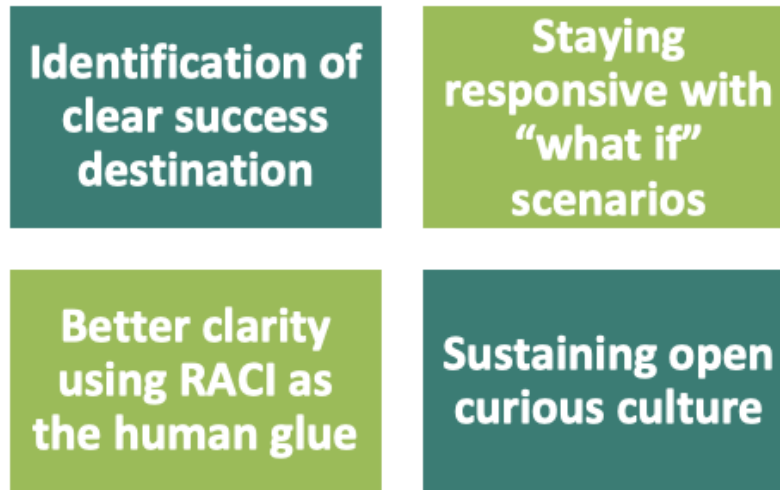 Identification of
clear success
destination
Staying
responsive with
“what if”
scenarios
Better clarity
using RACI as
the human glue
Sustaining open
curious culture